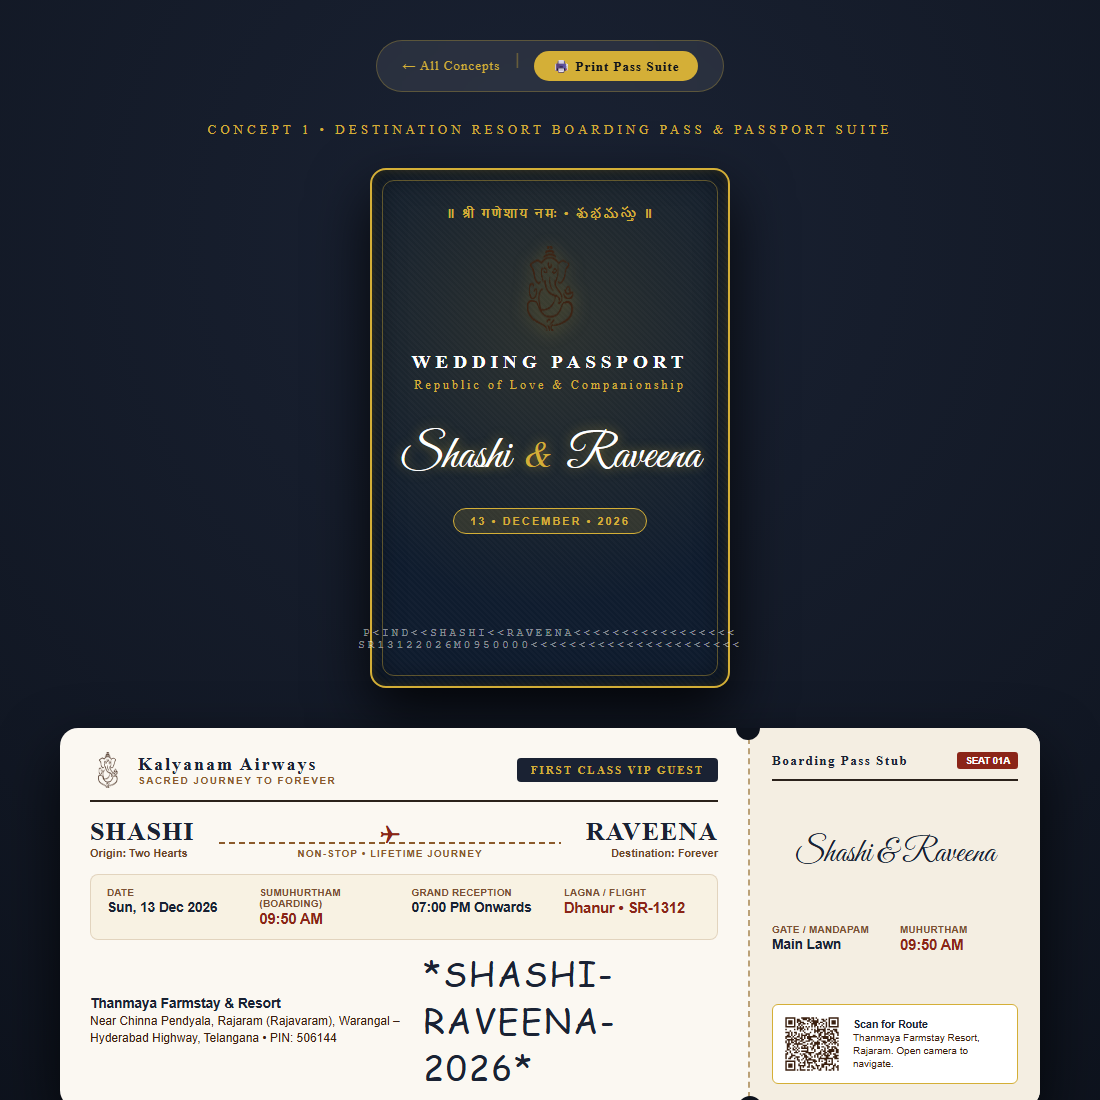 ← All Concepts | Print Pass Suite
CONCEPT 1 • DESTINATION RESORT BOARDING PASS & PASSPORT SUITE
॥ श्री गणेशाय नमः • శుభమస్తు ॥
WEDDING PASSPORT
Republic of Love & Companionship
Shashi & Raveena
13 • DECEMBER • 2026
P<IND<<SHASHI<<RAVEENA<<<<<<<<<<<<<<<<<
SR13122026M0950000<<<<<<<<<<<<<<<<<<<<<<
Kalyanam Airways
SACRED JOURNEY TO FOREVER
FIRST CLASS VIP GUEST
SHASHI
Origin: Two Hearts
NON-STOP • LIFETIME JOURNEY
RAVEENA
Destination: Forever
DATE
Sun, 13 Dec 2026
SUMUHURTHAM
(BOARDING)
09:50 AM
GRAND RECEPTION
07:00 PM Onwards
LAGNA / FLIGHT
Dhanur • SR-1312
Thanmaya Farmstay & Resort
Near Chinna Pendyala, Rajaram (Rajavaram), Warangal –
Hyderabad Highway, Telangana • PIN: 506144
*SHASHI-
RAVEENA-
2026*
Boarding Pass Stub
SEAT 01A
Shashi & Raveena
GATE / MANDAPAM
Main Lawn
MUHURTHAM
09:50 AM
Scan for Route
Thanmaya Farmstay Resort,
Rajaram. Open camera to
navigate.